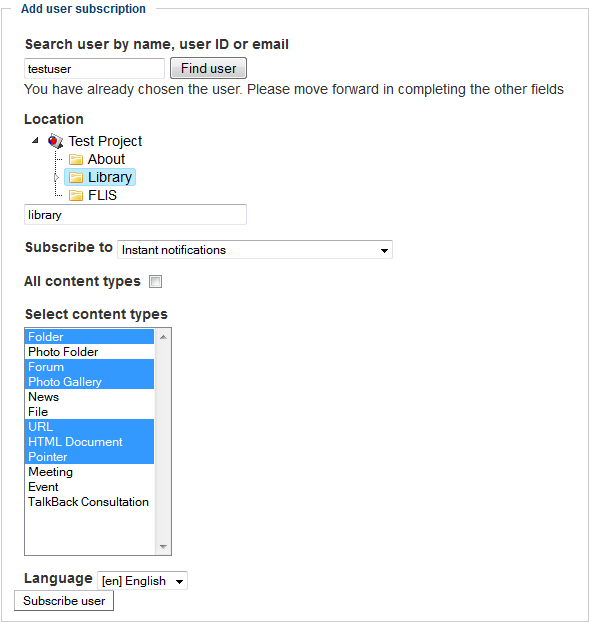 Add user subscription
Search user by name, user ID or email
testuser Find user
You have already chosen the user. Please move forward in completing the other fields
Location
Test Project
About
Library
FLIS
library
Subscribe to Instant notifications
All content types
Select content types
Folder
Photo Folder
Forum
Photo Gallery
News
File
URL
HTML Document
Pointer
Meeting
Event
TalkBack Consultation
Language [en] English
Subscribe user